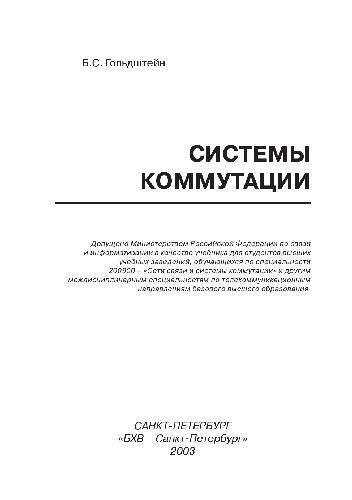 Б.С. Гольдштейн
СИСТЕМЫ
КОММУТАЦИИ
Допущено Министерством Российской Федерации по связи
и информатизации в качестве учебника для студентов высших
учебных заведений, обучающихся по специальности
200900 – «Сети связи и системы коммутации» и другим
междисциплинарным специальностям по телекоммуникационным
направлениям базового высшего образования.
САНКТ-ПЕТЕРБУРГ
«БХВ – Санкт-Петербург»
2003